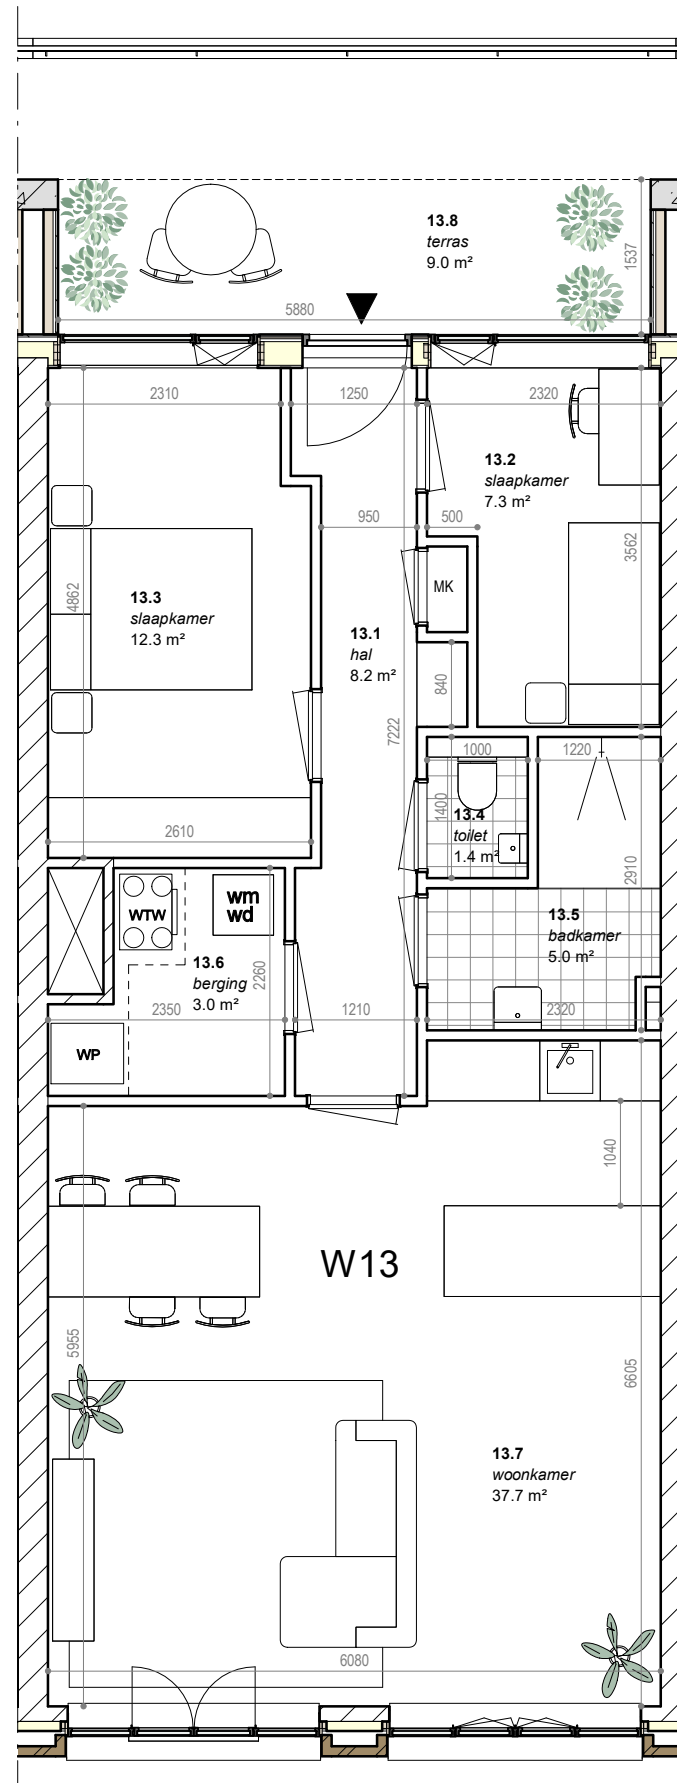 13.8
terras
9.0 m²
1537
5880
2310
1250
2320
13.2
slaapkamer
7.3 m²
950
500
3562
4862
MK
13.3
slaapkamer
12.3 m²
13.1
hal
8.2 m²
840
7222
1000
1220
1400
13.4
toilet
1.4 m²
2610
2910
wm
wd
WTW
13.5
badkamer
5.0 m²
13.6
berging
3.0 m²
2260
2350
1210
2320
WP
1040
W13
5955
6605
13.7
woonkamer
37.7 m²
6080